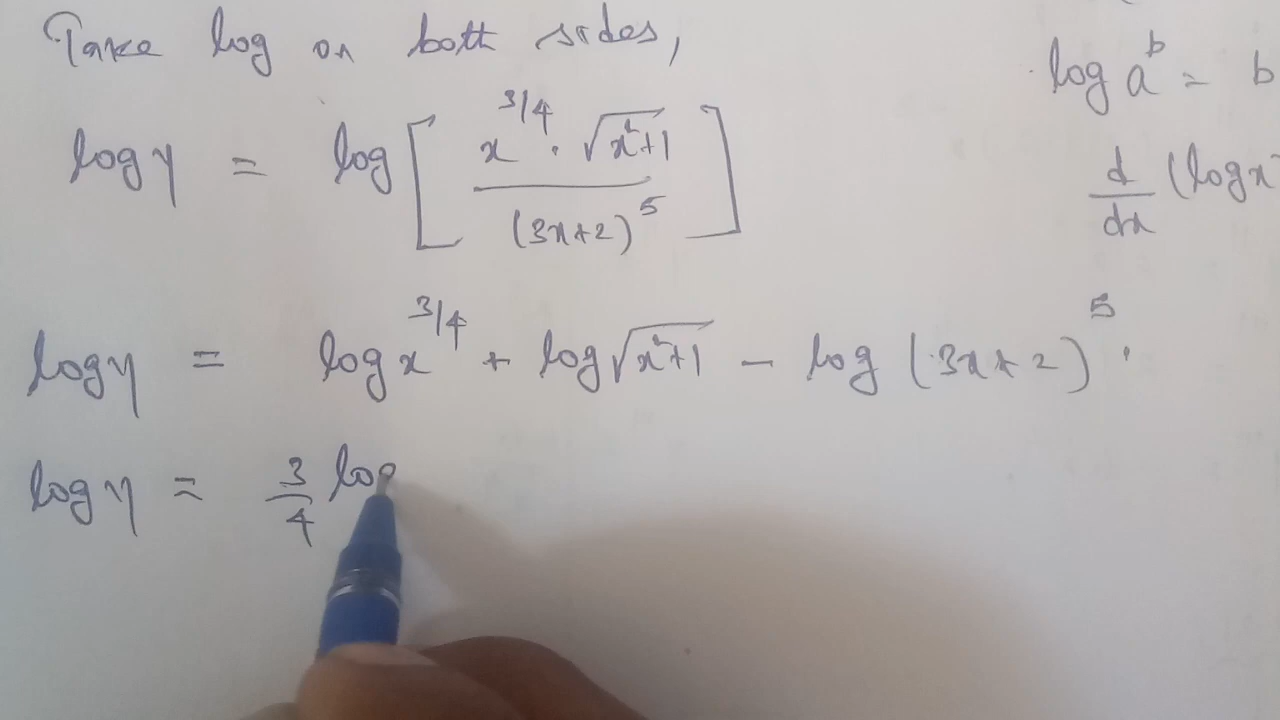 Take log on both sides,
log y = log [ x^{3/4} . √(x²+1) / (3x+2)^5 ]
log y = log x^{3/4} + log √(x²+1) - log (3x+2)^5 .
log y = 3/4 log
log a^b = b
d/dx (log x